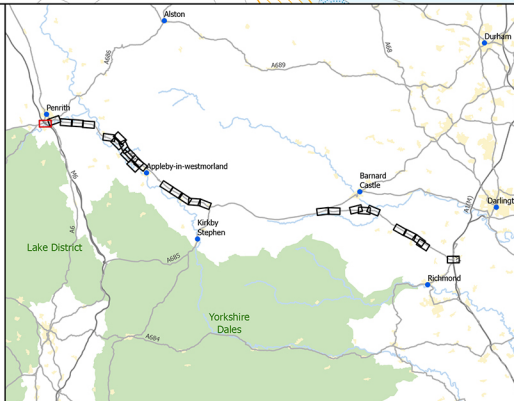 Alston
Durham
A686
A68
A689
Penrith
Appleby-in-westmorland
Barnard
Castle
M6
A6
A1(M)
Darlingt
Kirkby
Stephen
Lake District
A685
Richmond
Yorkshire
Dales
A684